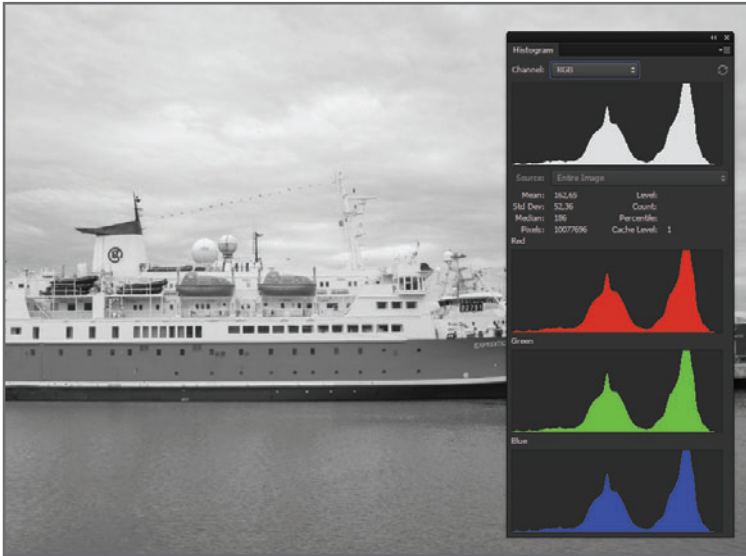 Histogram
Channel: RGB
Source: Entire Image
Mean: 162,65 Level:
Std Dev: 52,36 Count:
Median: 186 Percentile:
Pixels: 10077696 Cache Level: 1
Red
Green
Blue